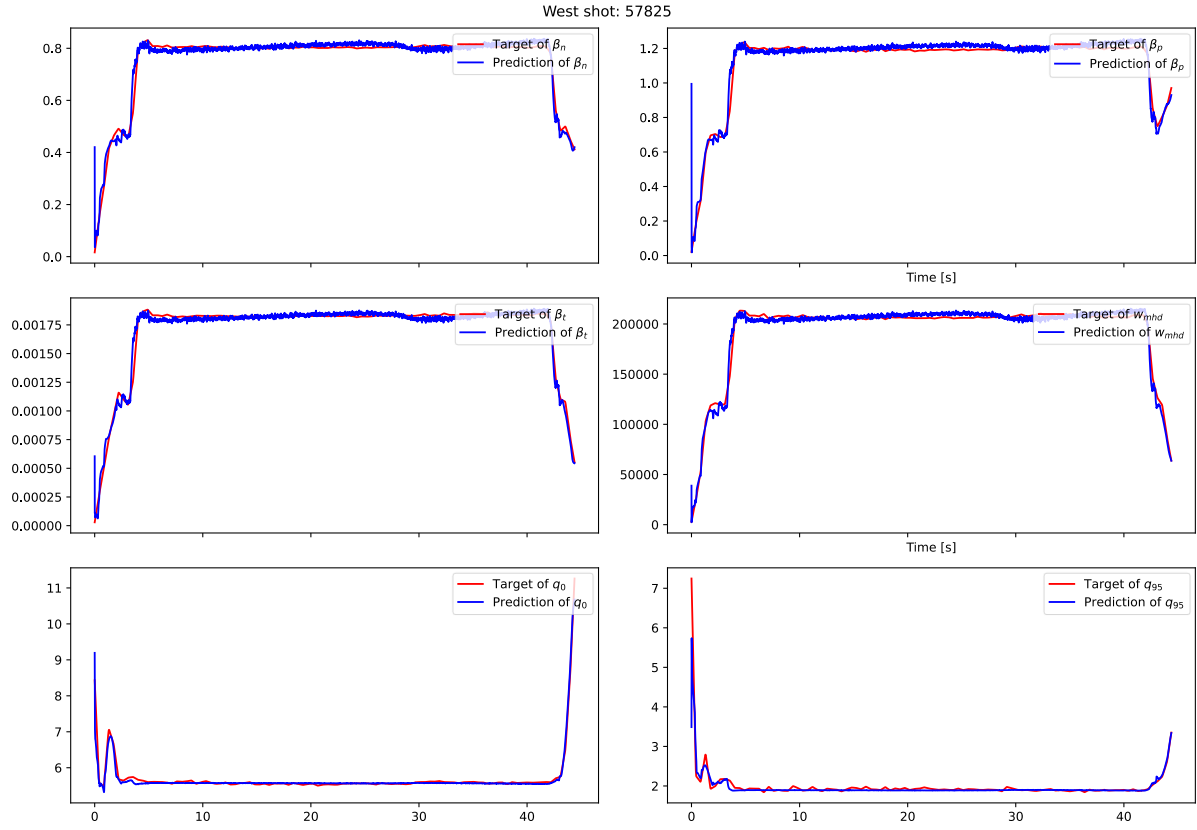 West shot: 57825
0.8
0.6
0.4
0.2
0.0
Target of βn
Prediction of βn
1.2
1.0
0.8
0.6
0.4
0.2
0.0
Target of βp
Prediction of βp
Time [s]
0.00175
0.00150
0.00125
0.00100
0.00075
0.00050
0.00025
0.00000
Target of βt
Prediction of βt
200000
150000
100000
50000
0
Target of wmhd
Prediction of wmhd
Time [s]
11
10
9
8
7
6
0 10 20 30 40
Target of q0
Prediction of q0
7
6
5
4
3
2
0 10 20 30 40
Target of q95
Prediction of q95